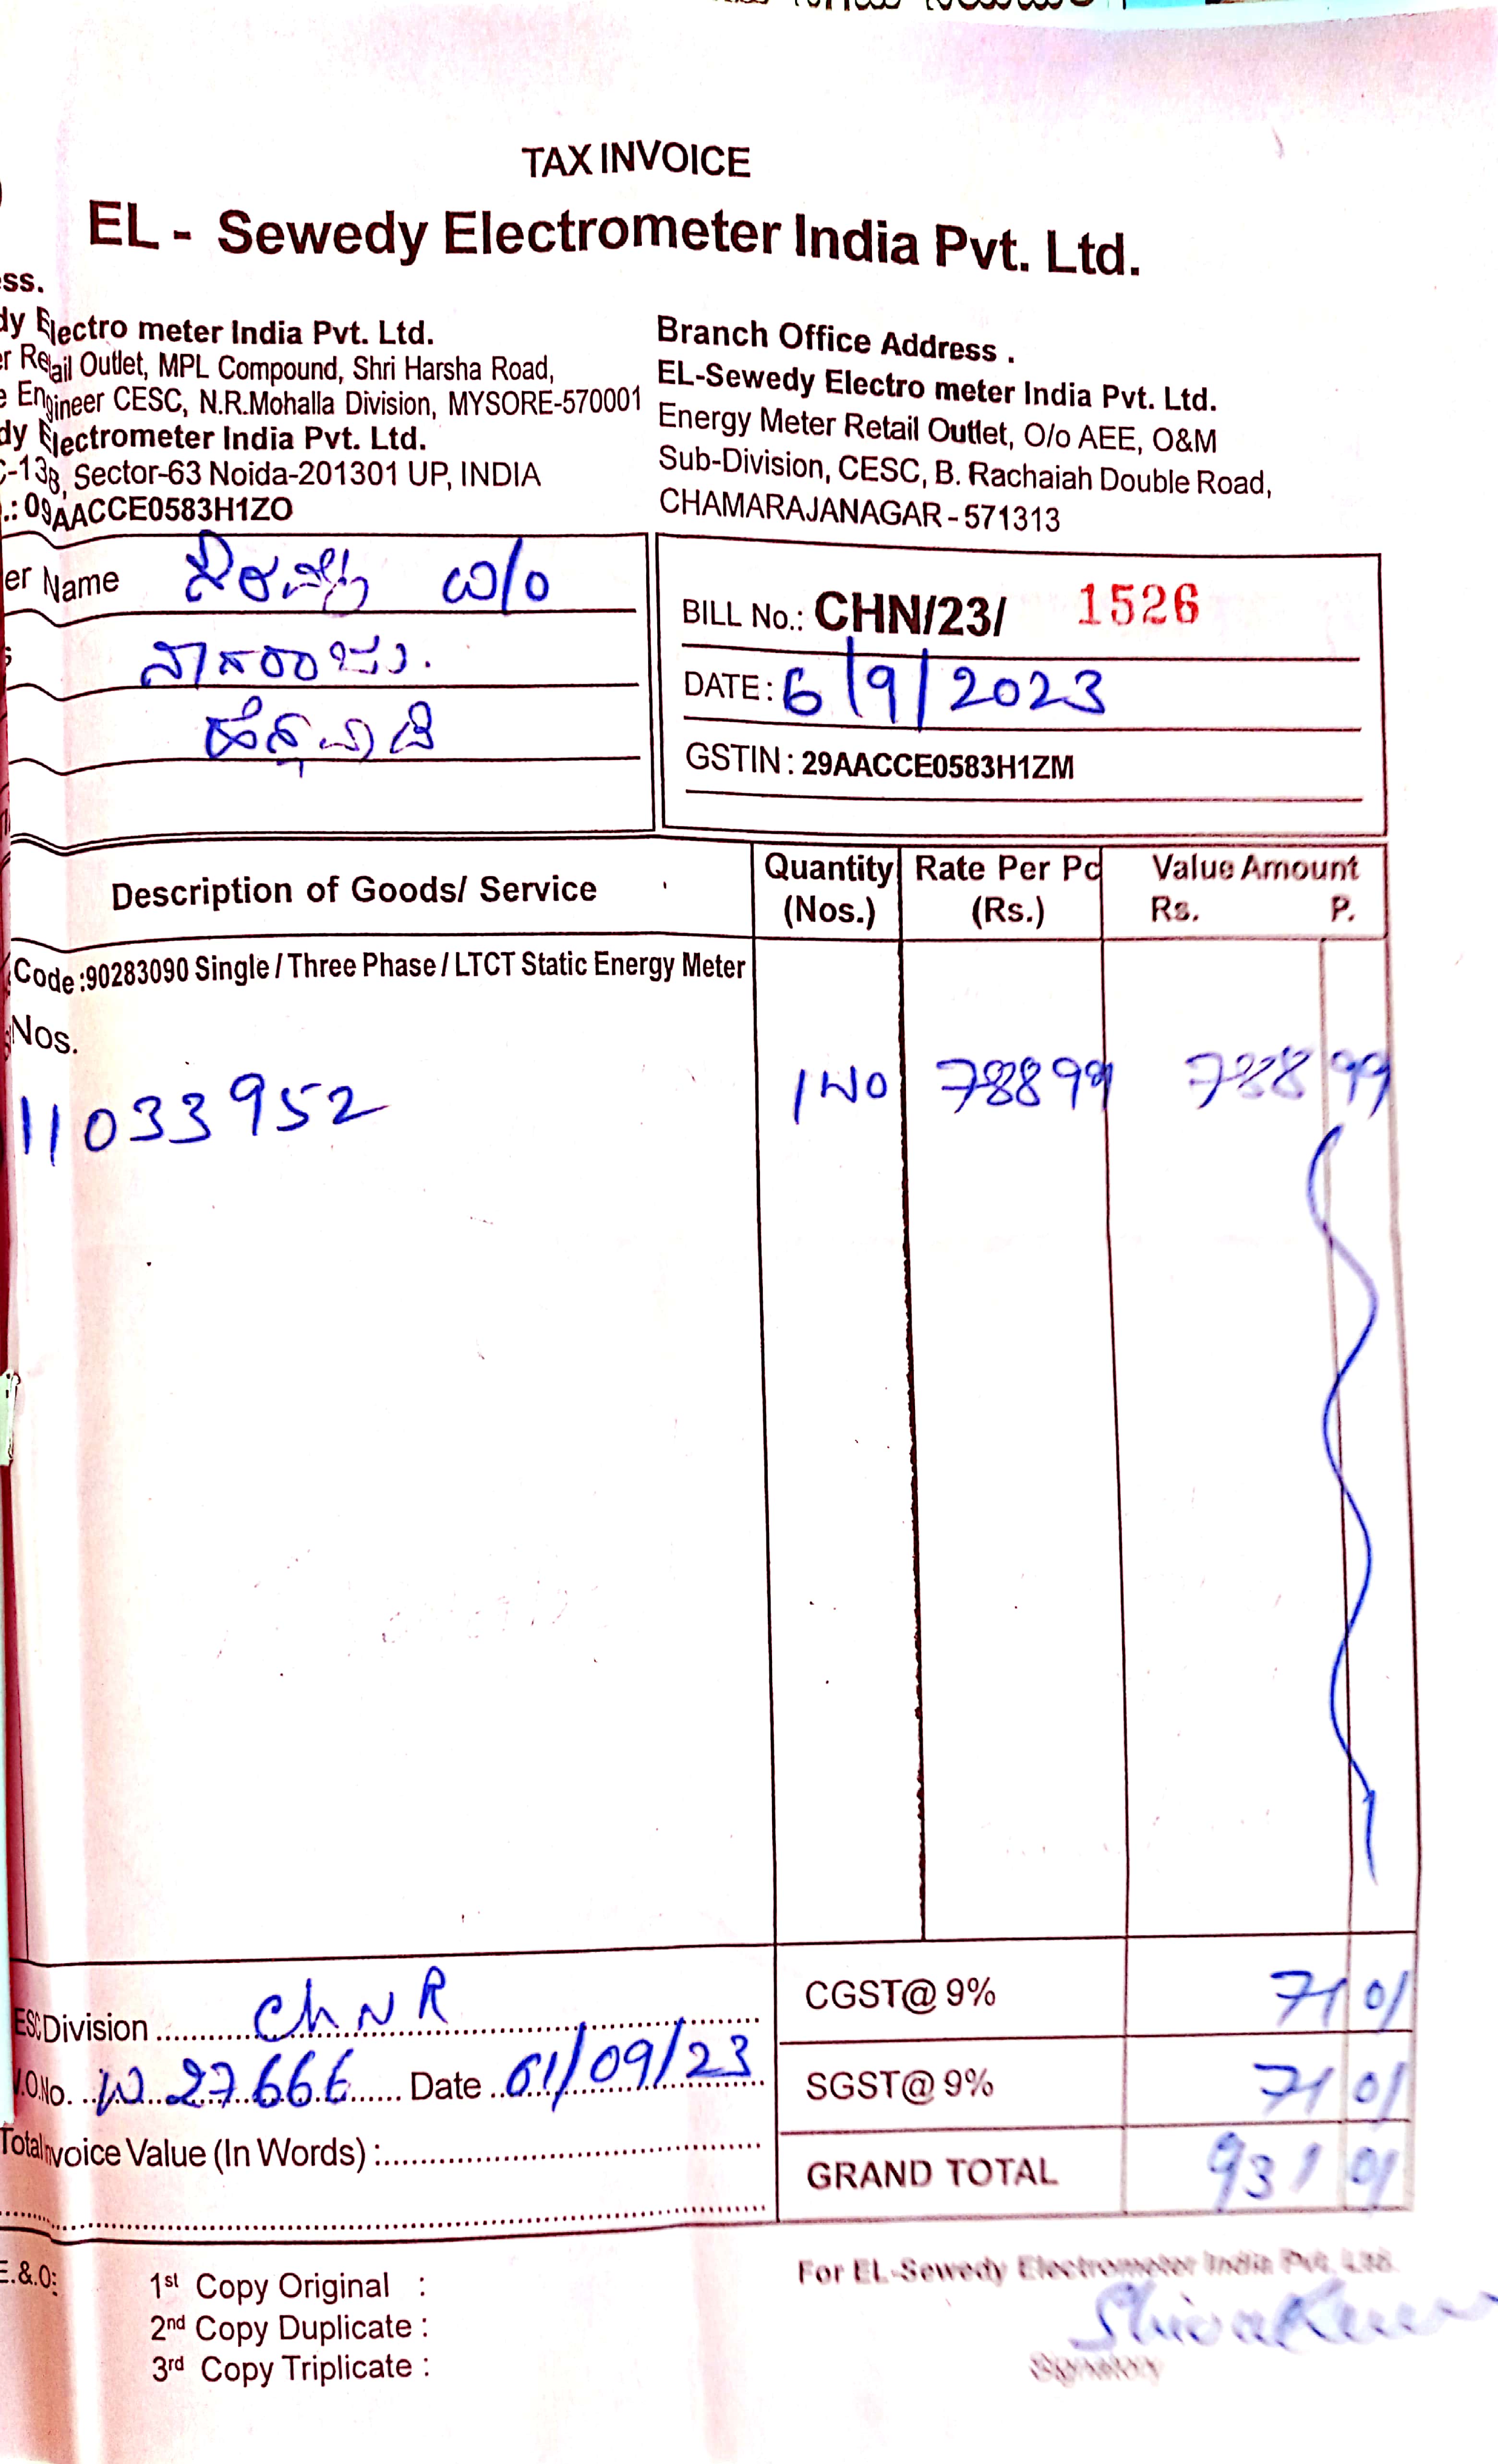 TAX INVOICE
EL - Sewedy Electrometer India Pvt. Ltd.
ess.
dy Electro meter India Pvt. Ltd.
er Retail Outlet, MPL Compound, Shri Harsha Road,
e Engineer CESC, N.R.Mohalla Division, MYSORE-570001
dy Electrometer India Pvt. Ltd.
C-138, Sector-63 Noida-201301 UP, INDIA
.: 09AACCE0583H1ZO
Branch Office Address .
EL-Sewedy Electro meter India Pvt. Ltd.
Energy Meter Retail Outlet, O/o AEE, O&M
Sub-Division, CESC, B. Rachaiah Double Road,
CHAMARAJANAGAR - 571313
er Name
ನಾಗರಾಜು.
BILL No.: CHN/23/ 1526
DATE : 6/9/2023
GSTIN : 29AACCE0583H1ZM
Description of Goods/ Service Quantity (Nos.) Rate Per Pc (Rs.) Value Amount Rs. P.
Code :90283090 Single / Three Phase / LTCT Static Energy Meter
Nos.
11033952 1 NO 788 99 788 99
ESC Division ........ ChNR CGST@ 9% 71 01
No. 27666 Date 01/09/23 SGST@ 9% 71 01
Total Invoice Value (In Words) :........ GRAND TOTAL 931 01
E.&.O:
1st Copy Original :
2nd Copy Duplicate :
3rd Copy Triplicate :
For EL-Sewedy Electrometer India Pvt. Ltd.
Shivakumar
Signatory